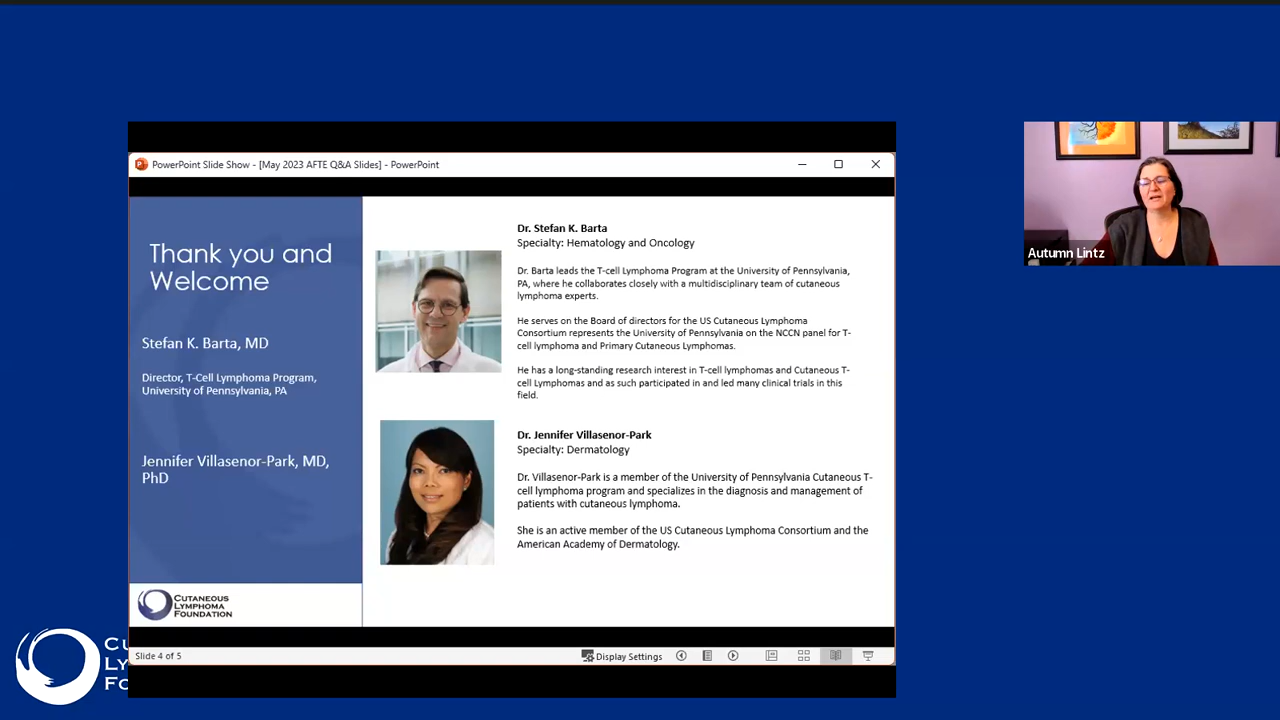 PowerPoint Slide Show - [May 2023 AFTE Q&A Slides] - PowerPoint
Thank you and
Welcome
Stefan K. Barta, MD
Director, T-Cell Lymphoma Program,
University of Pennsylvania, PA
Jennifer Villasenor-Park, MD,
PhD
CUTANEOUS
LYMPHOMA
FOUNDATION
Dr. Stefan K. Barta
Specialty: Hematology and Oncology
Dr. Barta leads the T-cell Lymphoma Program at the University of Pennsylvania,
PA, where he collaborates closely with a multidisciplinary team of cutaneous
lymphoma experts.
He serves on the Board of directors for the US Cutaneous Lymphoma
Consortium represents the University of Pennsylvania on the NCCN panel for T-
cell lymphoma and Primary Cutaneous Lymphomas.
He has a long-standing research interest in T-cell lymphomas and Cutaneous T-
cell Lymphomas and as such participated in and led many clinical trials in this
field.
Dr. Jennifer Villasenor-Park
Specialty: Dermatology
Dr. Villasenor-Park is a member of the University of Pennsylvania Cutaneous T-
cell lymphoma program and specializes in the diagnosis and management of
patients with cutaneous lymphoma.
She is an active member of the US Cutaneous Lymphoma Consortium and the
American Academy of Dermatology.
Slide 4 of 5
Display Settings
Autumn Lintz
Cu
Ly
Fo